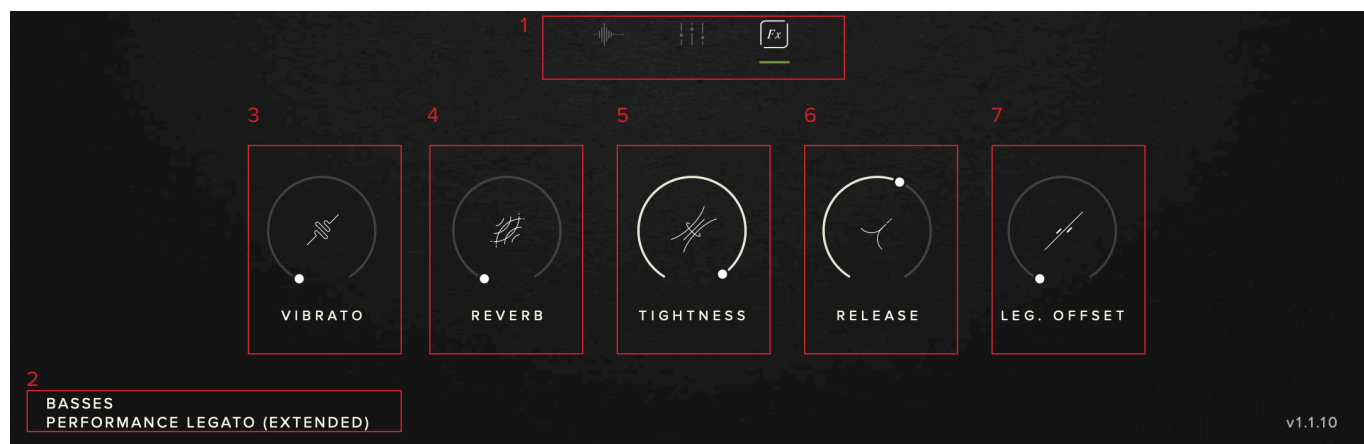 1
Fx
3
4
5
6
7
VIBRATO
REVERB
TIGHTNESS
RELEASE
LEG. OFFSET
2
BASSES
PERFORMANCE LEGATO (EXTENDED)
v1.1.10